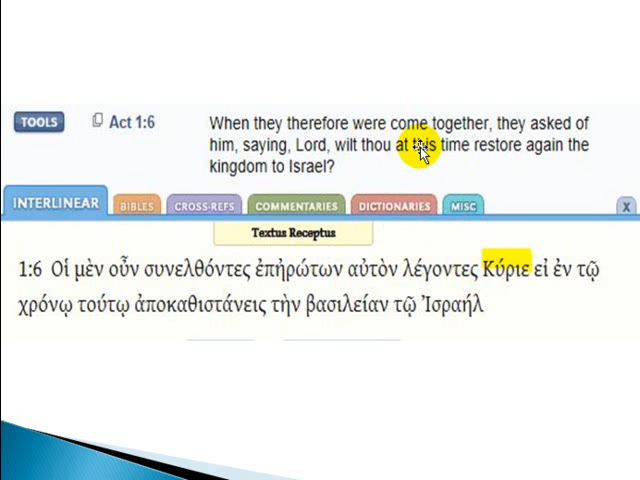 TOOLS Act 1:6 When they therefore were come together, they asked of
him, saying, Lord, wilt thou at this time restore again the
kingdom to Israel?
INTERLINEAR BIBLES CROSS-REFS COMMENTARIES DICTIONARIES MISC X
Textus Receptus
1:6 Οἱ μὲν οὖν συνελθόντες ἐπηρώτων αὐτὸν λέγοντες Κύριε εἰ ἐν τῷ
χρόνῳ τούτῳ ἀποκαθιστάνεις τὴν βασιλείαν τῷ Ἰσραήλ